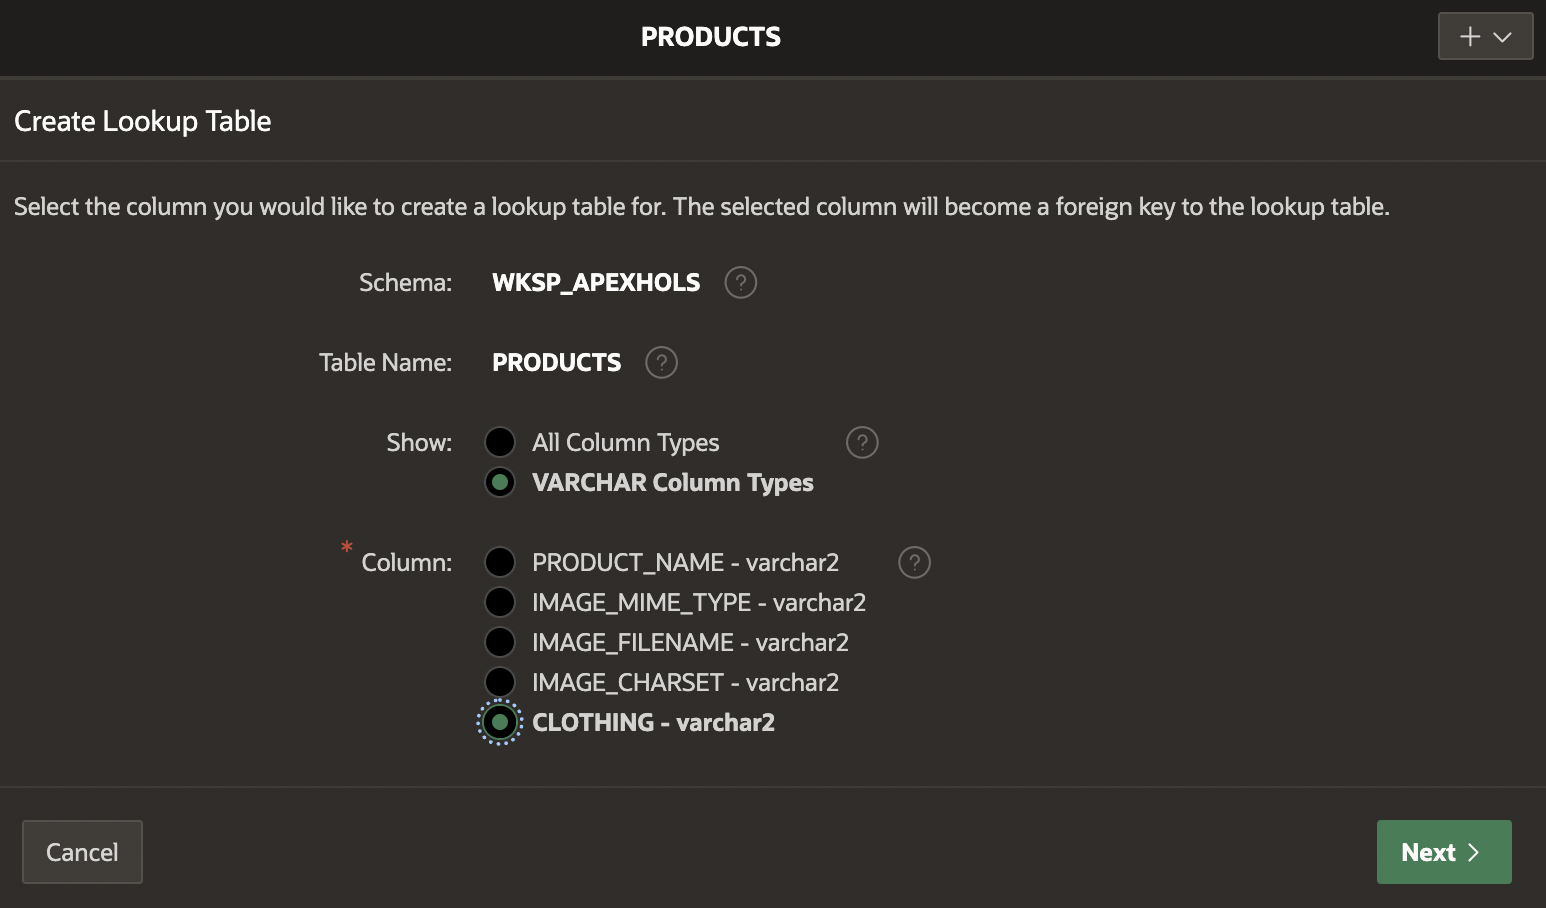 PRODUCTS
Create Lookup Table
Select the column you would like to create a lookup table for. The selected column will become a foreign key to the lookup table.
Schema: WKSP_APEXHOLS ?
Table Name: PRODUCTS ?
Show: All Column Types ?
VARCHAR Column Types
* Column: PRODUCT_NAME - varchar2 ?
IMAGE_MIME_TYPE - varchar2
IMAGE_FILENAME - varchar2
IMAGE_CHARSET - varchar2
CLOTHING - varchar2
Cancel Next